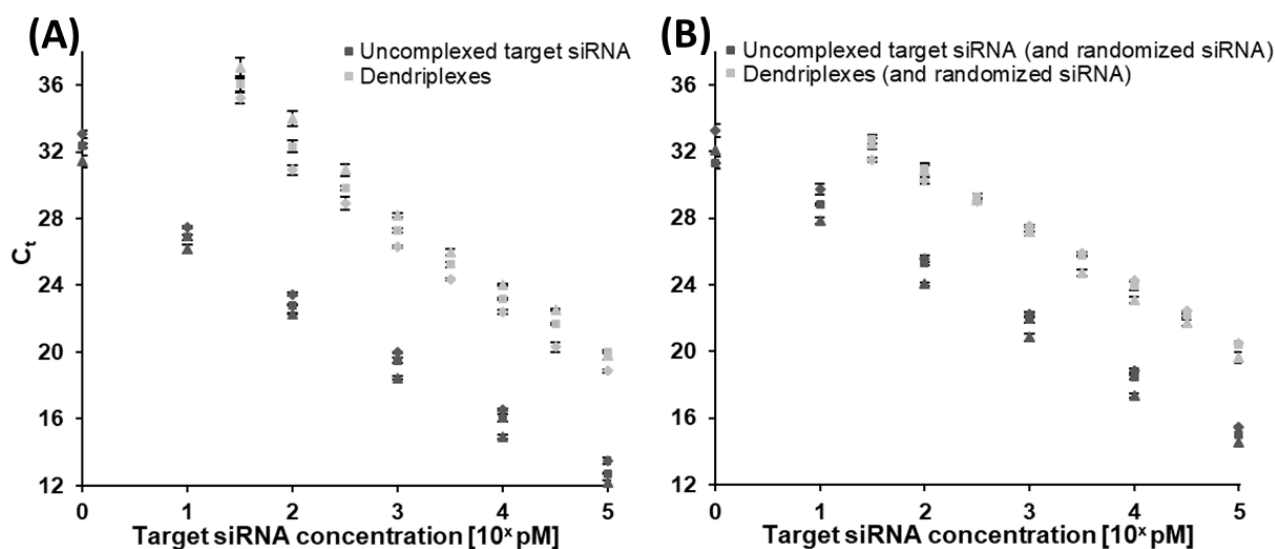 (A)
Uncomplexed target siRNA
Dendriplexes
36
32
28
24
20
16
12
Cₜ
0 1 2 3 4 5
Target siRNA concentration [10ˣ pM]
(B)
Uncomplexed target siRNA (and randomized siRNA)
Dendriplexes (and randomized siRNA)
36
32
28
24
20
16
12
0 1 2 3 4 5
Target siRNA concentration [10ˣ pM]